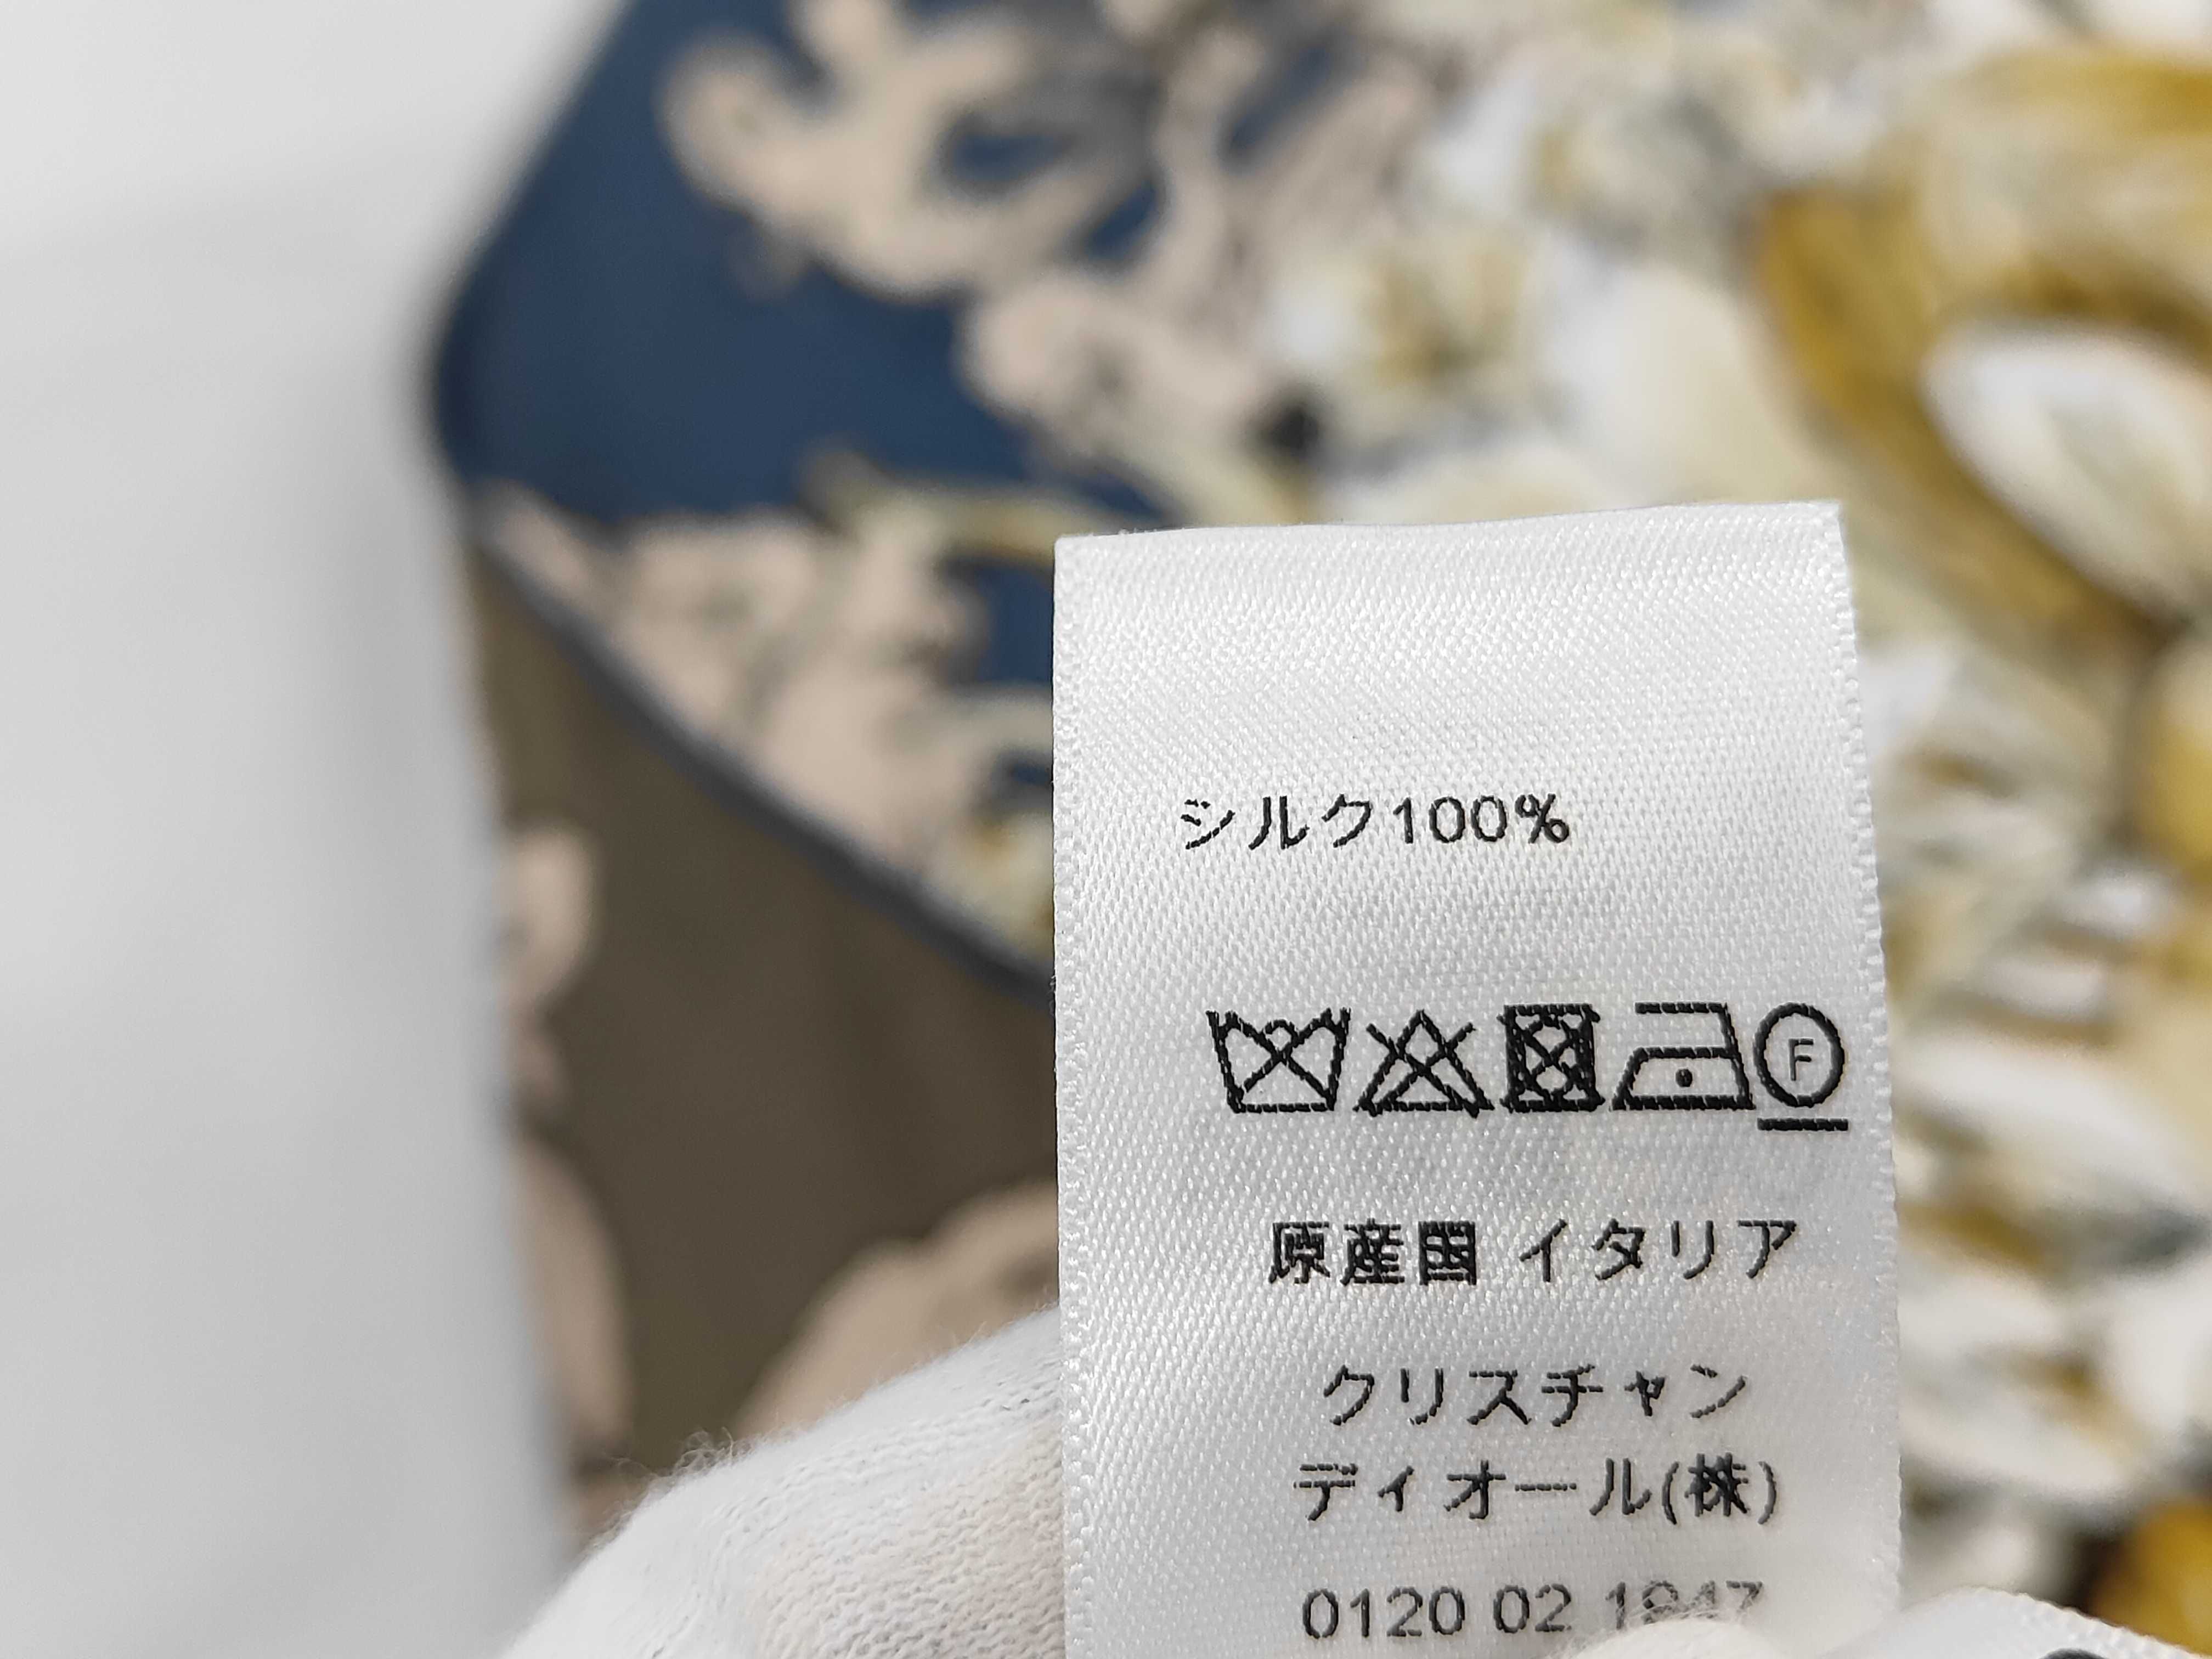 シルク100%
F
原産国 イタリア
クリスチャン
ディオール(株)
0120 02 1947